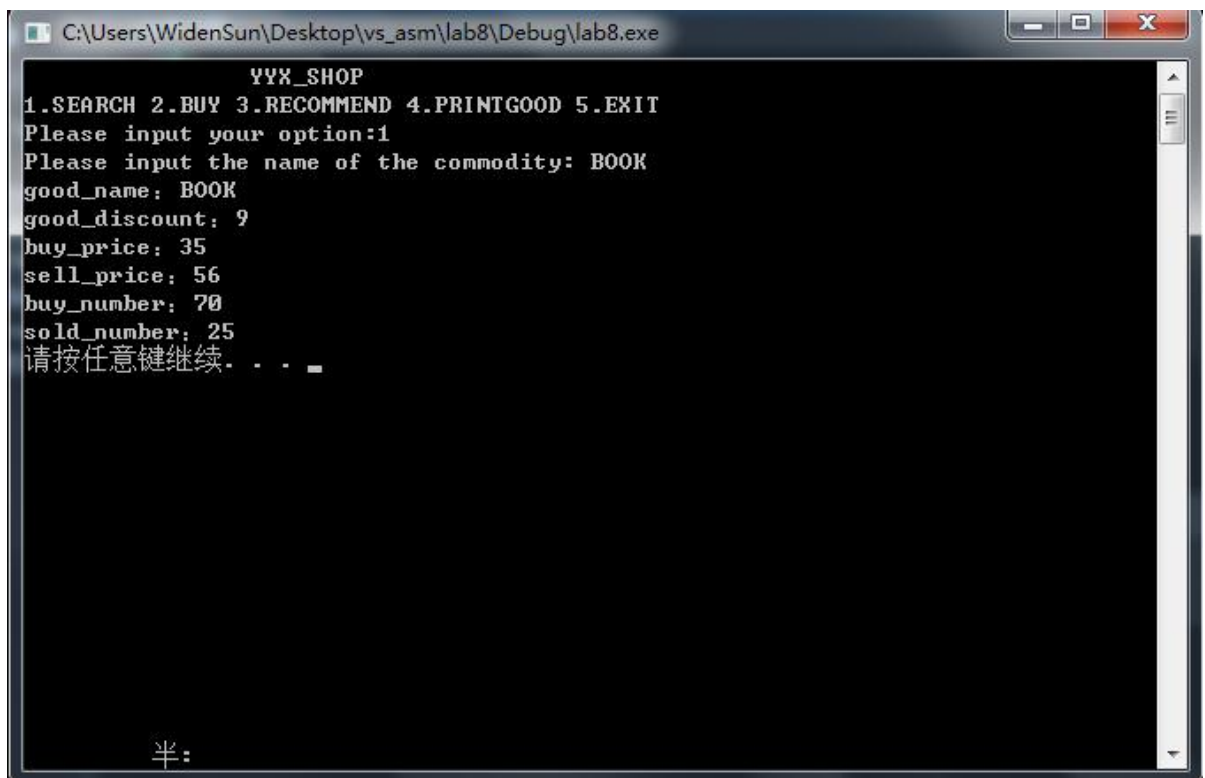 C:\Users\WidenSun\Desktop\vs_asm\lab8\Debug\lab8.exe
YYX_SHOP
1.SEARCH 2.BUY 3.RECOMMEND 4.PRINTGOOD 5.EXIT
Please input your option:1
Please input the name of the commodity: BOOK
good_name：BOOK
good_discount：9
buy_price：35
sell_price：56
buy_number：70
sold_number：25
请按任意键继续. . .
半: